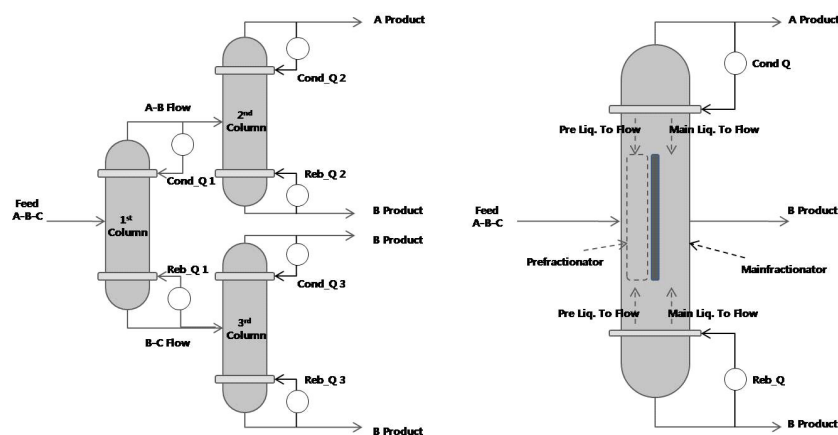 A Product
Cond_Q 2
A-B Flow
2nd
Column
Cond_Q 1
Reb_Q 2
B Product
Feed
A-B-C
1st
Column
B Product
Reb_Q 1
Cond_Q 3
3rd
Column
B-C Flow
Reb_Q 3
B Product
A Product
Cond Q
Pre Liq. To Flow
Main Liq. To Flow
Feed
A-B-C
B Product
Prefractionator
Mainfractionator
Pre Liq. To Flow
Main Liq. To Flow
Reb_Q
B Product